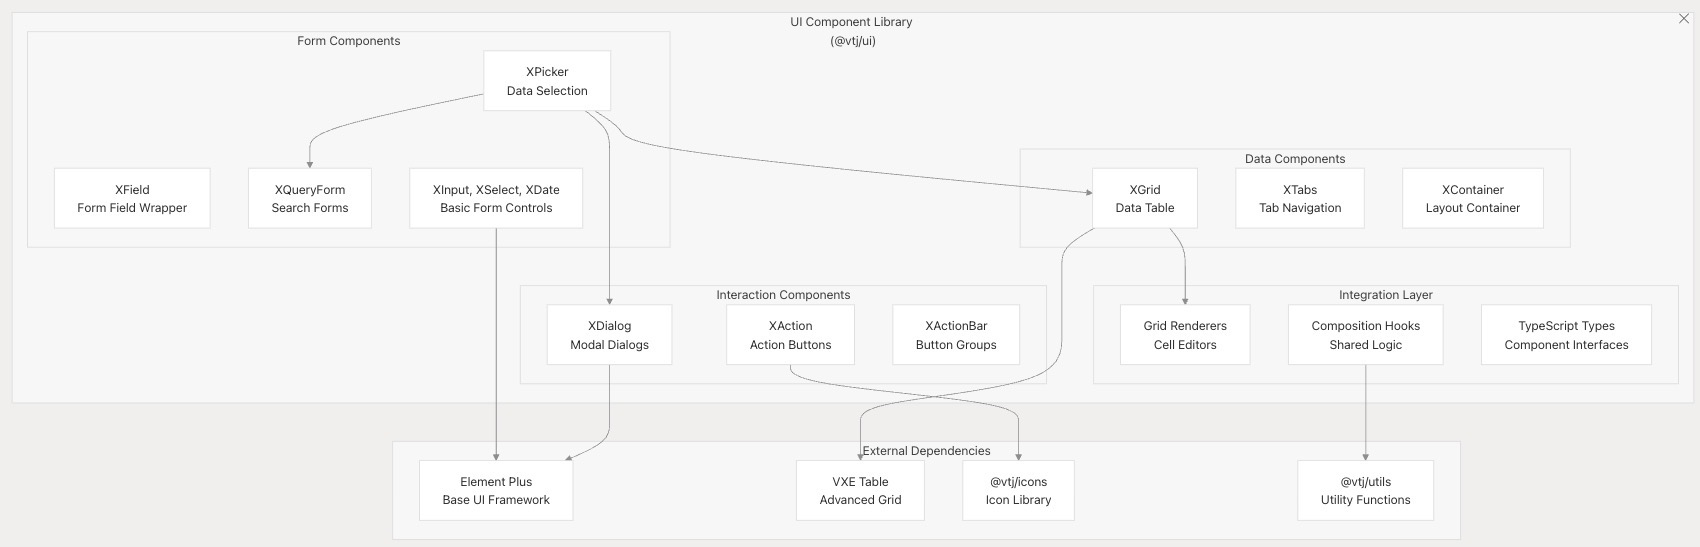 UI Component Library
(@vtj/ui)
Form Components
XPicker
Data Selection
XField
Form Field Wrapper
XQueryForm
Search Forms
XInput, XSelect, XDate
Basic Form Controls
Data Components
XGrid
Data Table
XTabs
Tab Navigation
XContainer
Layout Container
Interaction Components
XDialog
Modal Dialogs
XAction
Action Buttons
XActionBar
Button Groups
Integration Layer
Grid Renderers
Cell Editors
Composition Hooks
Shared Logic
TypeScript Types
Component Interfaces
External Dependencies
Element Plus
Base UI Framework
VXE Table
Advanced Grid
@vtj/icons
Icon Library
@vtj/utils
Utility Functions